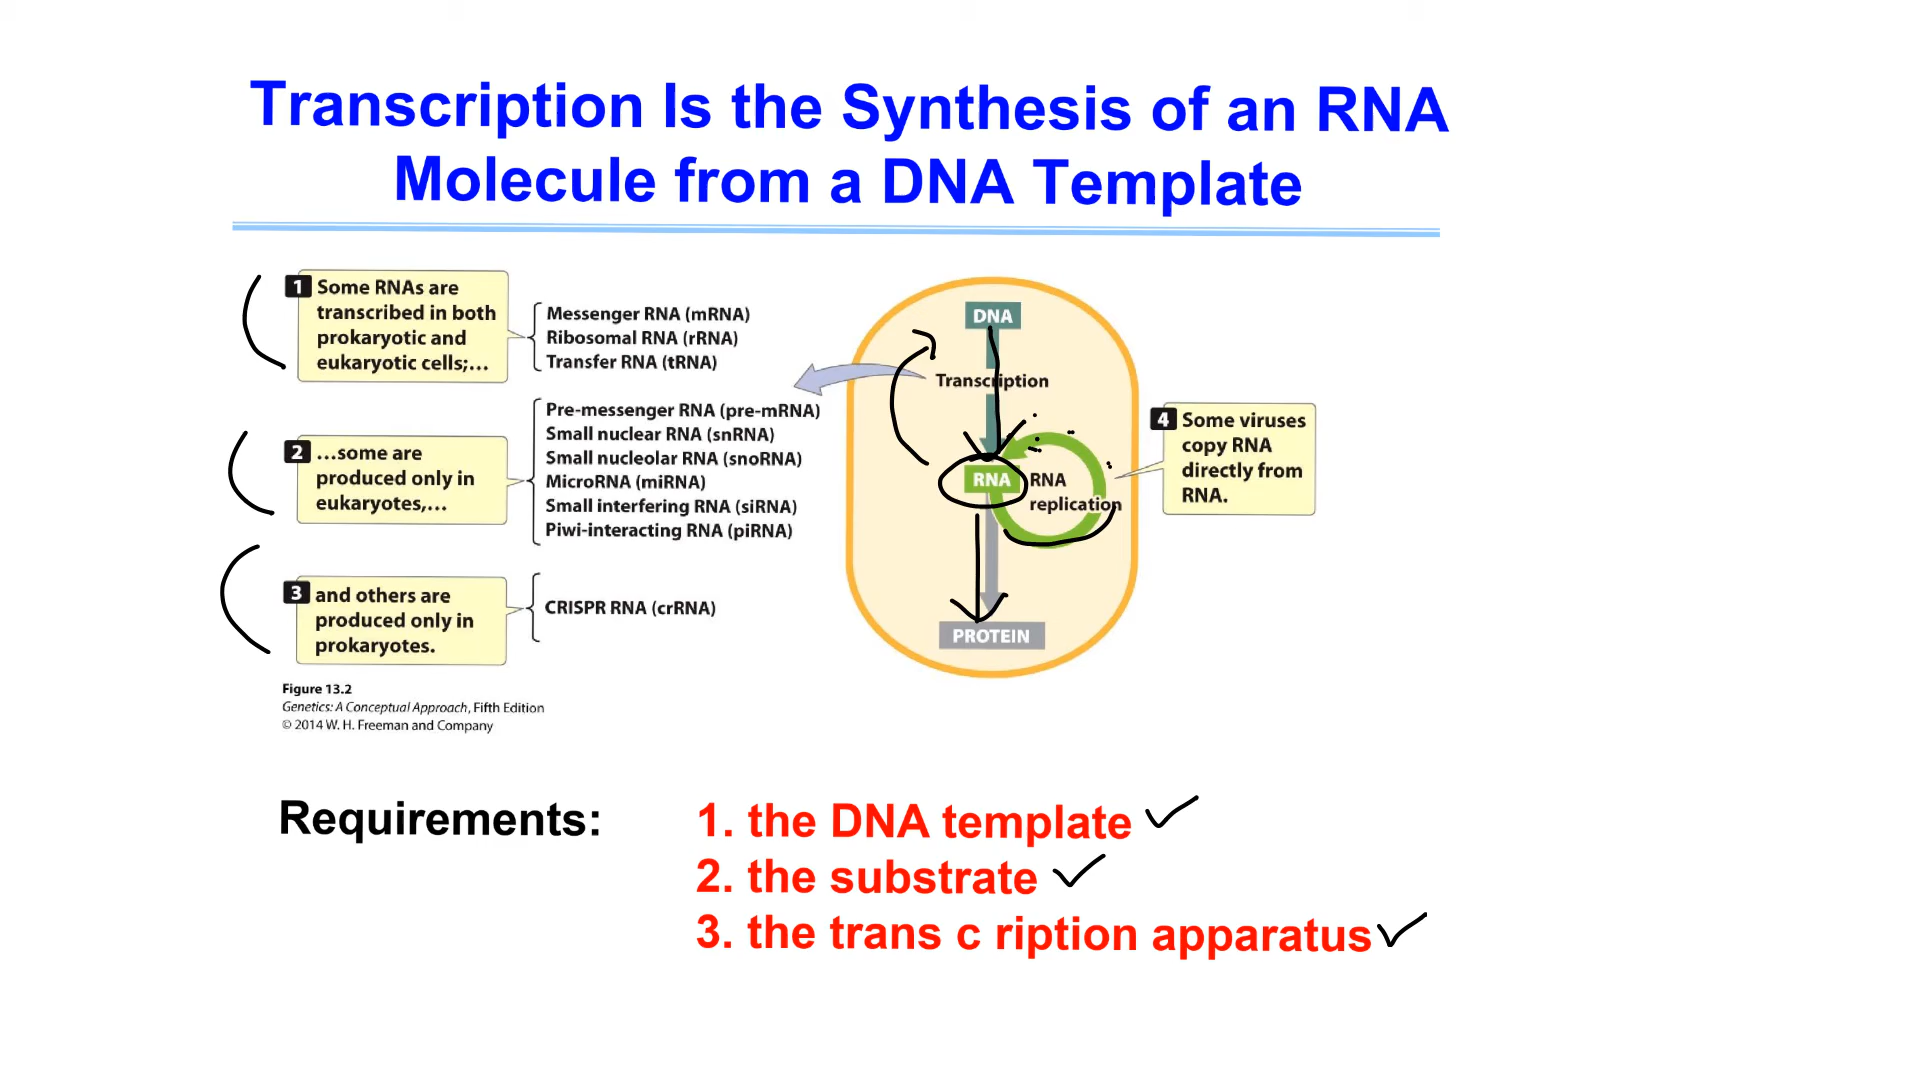 Transcription Is the Synthesis of an RNA
Molecule from a DNA Template
1 Some RNAs are
transcribed in both
prokaryotic and
eukaryotic cells;...
Messenger RNA (mRNA)
Ribosomal RNA (rRNA)
Transfer RNA (tRNA)
2 ...some are
produced only in
eukaryotes,...
Pre-messenger RNA (pre-mRNA)
Small nuclear RNA (snRNA)
Small nucleolar RNA (snoRNA)
MicroRNA (miRNA)
Small interfering RNA (siRNA)
Piwi-interacting RNA (piRNA)
3 and others are
produced only in
prokaryotes.
CRISPR RNA (crRNA)
DNA
Transcription
RNA
RNA
replication
PROTEIN
4 Some viruses
copy RNA
directly from
RNA.
Figure 13.2
Genetics: A Conceptual Approach, Fifth Edition
© 2014 W. H. Freeman and Company
Requirements:
1. the DNA template
2. the substrate
3. the trans c ription apparatus